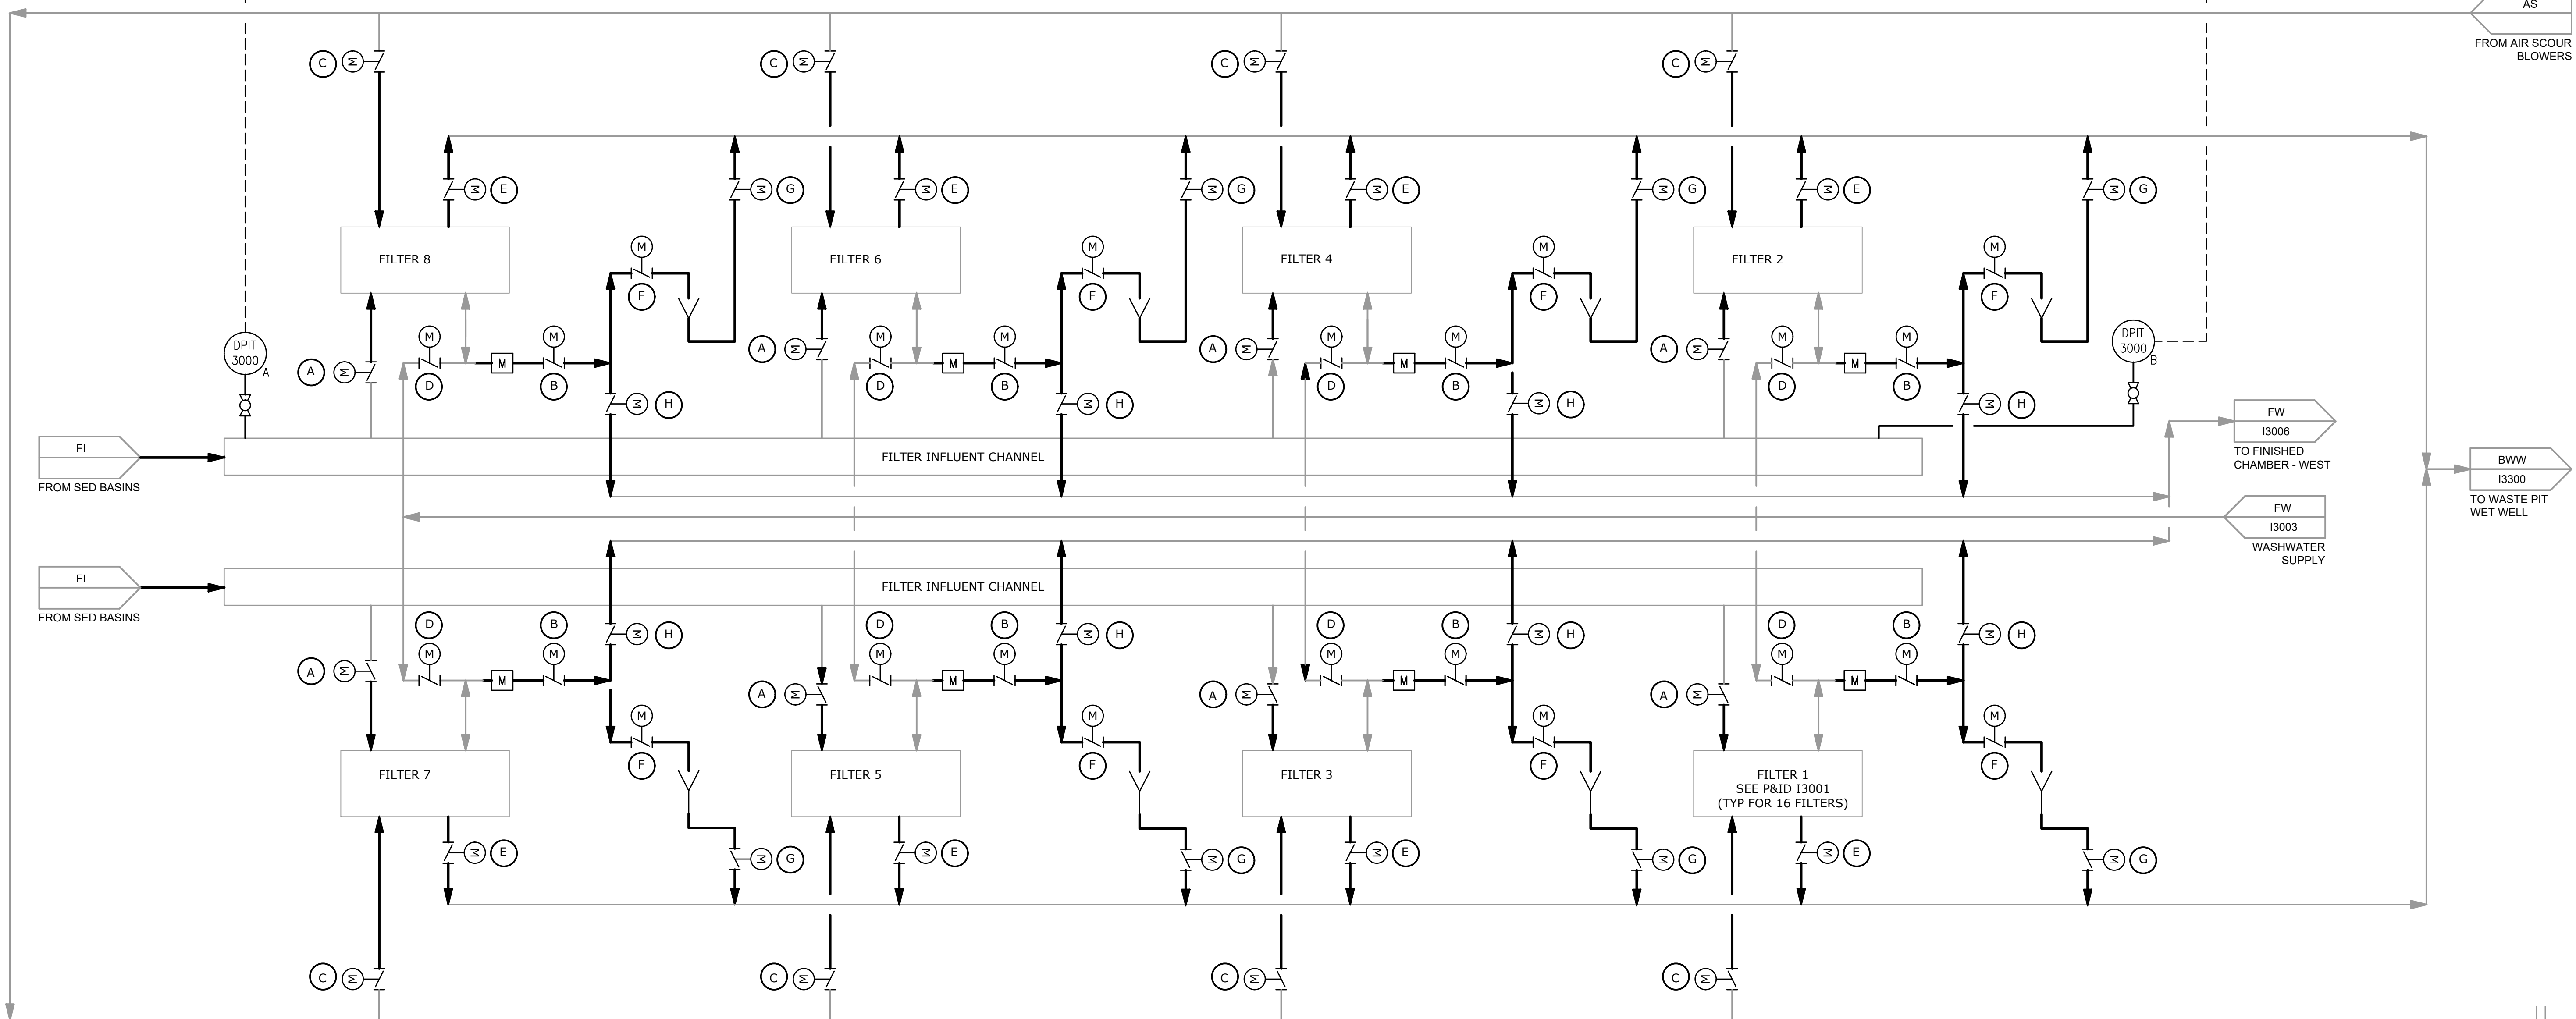 AS
FROM AIR SCOUR
BLOWERS
C M C M C M C M
M E M G M E M G M E M G M E M G
FILTER 8
FILTER 6
FILTER 4
FILTER 2
M M M M
F F F F
DPIT
3000
A
DPIT
3000
B
A M M M M A M M M M A M M M M A M M M M
D B D B D B D B
M H M H M H M H
FI
FROM SED BASINS
FILTER INFLUENT CHANNEL
FW
I3006
TO FINISHED
CHAMBER - WEST
BWW
I3300
TO WASTE PIT
WET WELL
FW
I3003
WASHWATER
SUPPLY
FI
FROM SED BASINS
FILTER INFLUENT CHANNEL
D B D B D B D B
M H M H M H M H
A M M M M A M M M M A M M M M A M M M M
M M M M
F F F F
FILTER 7
FILTER 5
FILTER 3
FILTER 1
SEE P&ID I3001
(TYP FOR 16 FILTERS)
M E M G M E M G M E M G M E M G
C M C M C M C M